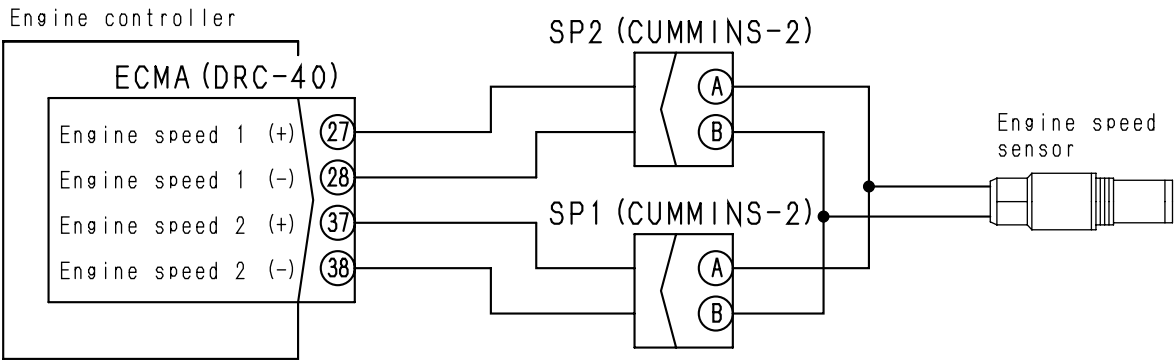 Engine controller
SP2 (CUMMINS-2)
ECMA (DRC-40)
A
Engine speed 1 (+) 27
B
Engine speed
sensor
Engine speed 1 (-) 28
SP1 (CUMMINS-2)
Engine speed 2 (+) 37
Engine speed 2 (-) 38
A
B